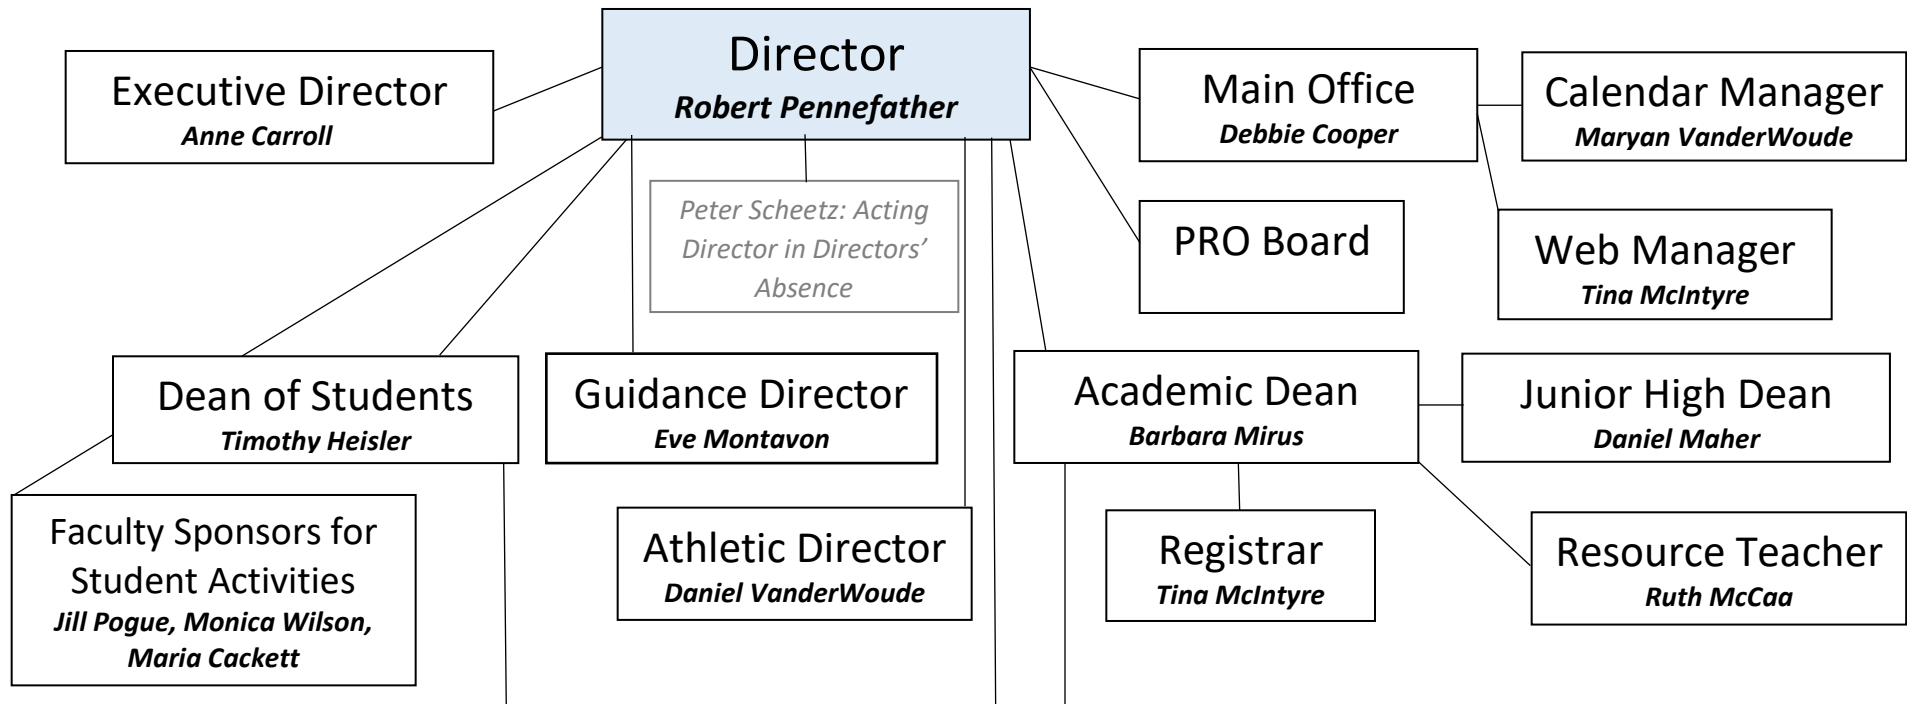 Director
Robert Pennefather
Executive Director
Anne Carroll
Main Office
Debbie Cooper
Calendar Manager
Maryan VanderWoude
Peter Scheetz: Acting
Director in Directors’
Absence
PRO Board
Web Manager
Tina McIntyre
Dean of Students
Timothy Heisler
Guidance Director
Eve Montavon
Academic Dean
Barbara Mirus
Junior High Dean
Daniel Maher
Faculty Sponsors for
Student Activities
Jill Pogue, Monica Wilson,
Maria Cackett
Athletic Director
Daniel VanderWoude
Registrar
Tina McIntyre
Resource Teacher
Ruth McCaa